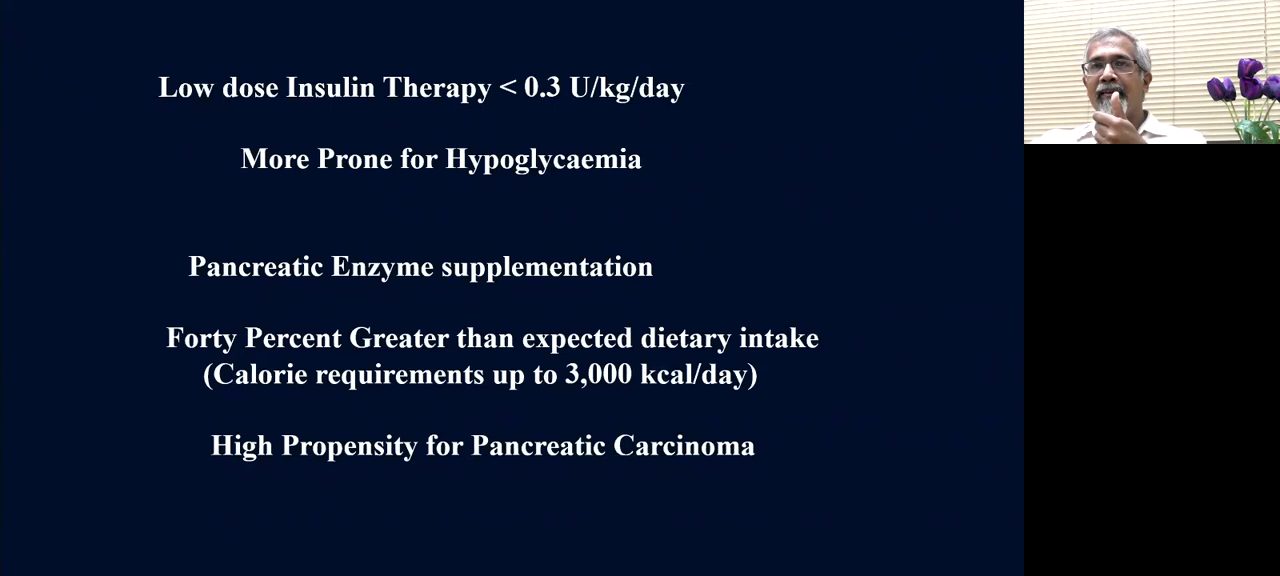 Low dose Insulin Therapy < 0.3 U/kg/day
More Prone for Hypoglycaemia
Pancreatic Enzyme supplementation
Forty Percent Greater than expected dietary intake
(Calorie requirements up to 3,000 kcal/day)
High Propensity for Pancreatic Carcinoma